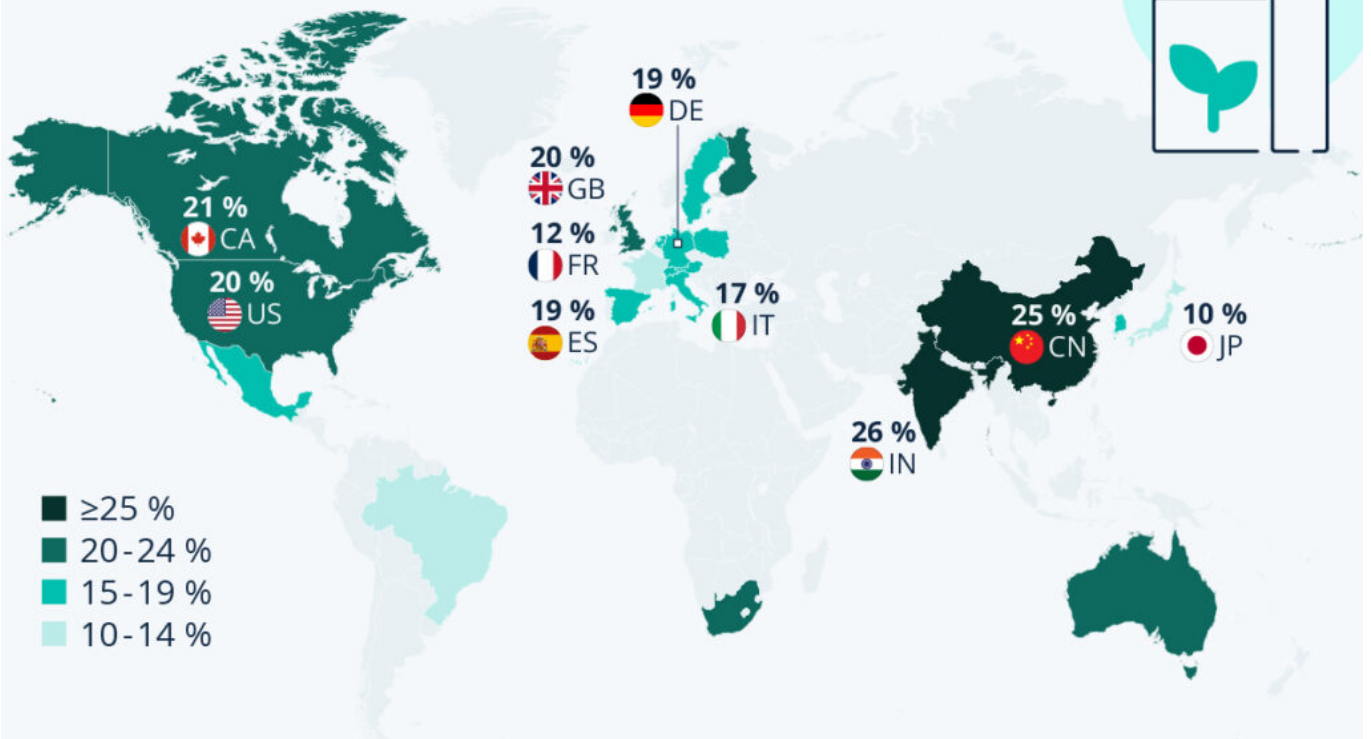 19 %
DE
20 %
GB
12 %
FR
19 %
ES
17 %
IT
21 %
CA
20 %
US
25 %
CN
10 %
JP
26 %
IN
≥25 %
20-24 %
15-19 %
10-14 %